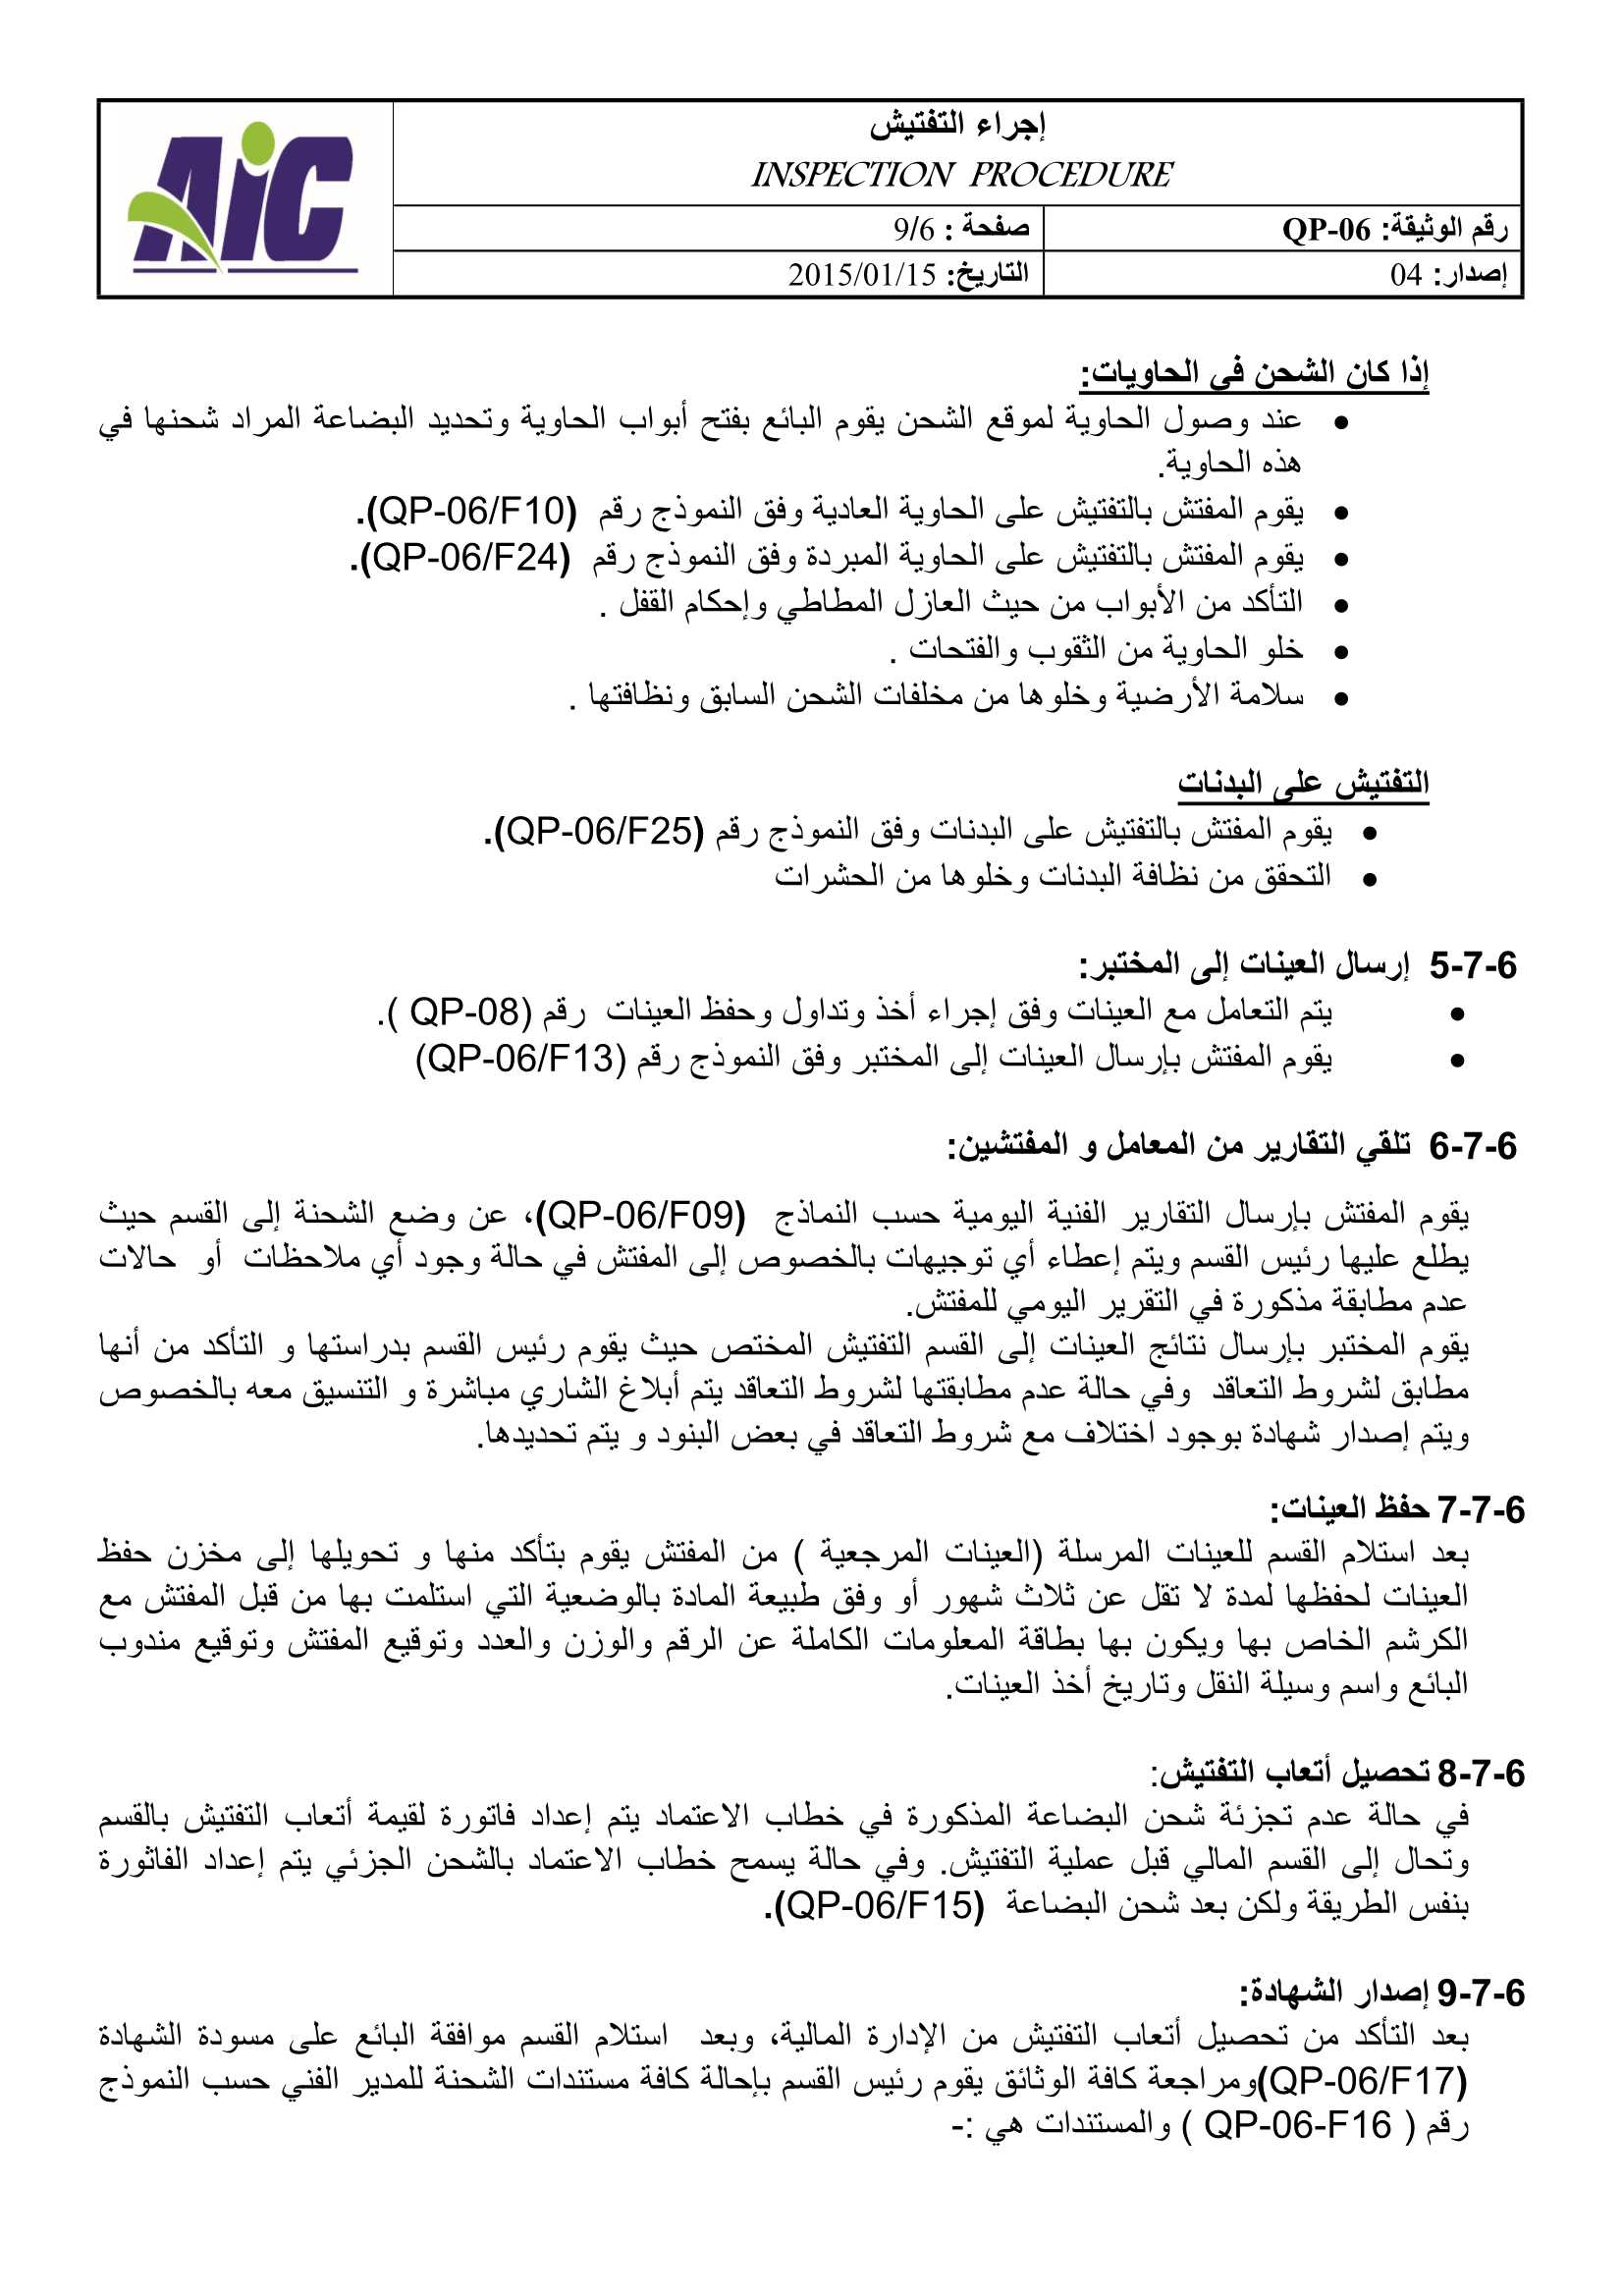 AiC
إجراء التفتيش
INSPECTION PROCEDURE
رقم الوثيقة: QP-06
صفحة : 9/6
إصدار: 04
التاريخ: 2015/01/15
إذا كان الشحن في الحاويات:
• عند وصول الحاوية لموقع الشحن يقوم البائع بفتح أبواب الحاوية وتحديد البضاعة المراد شحنها في
هذه الحاوية.
• يقوم المفتش بالتفتيش على الحاوية العادية وفق النموذج رقم (QP-06/F10).
• يقوم المفتش بالتفتيش على الحاوية المبردة وفق النموذج رقم (QP-06/F24).
• التأكد من الأبواب من حيث العازل المطاطي وإحكام القفل .
• خلو الحاوية من الثقوب والفتحات .
• سلامة الأرضية وخلوها من مخلفات الشحن السابق ونظافتها .
التفتيش على البدنات
• يقوم المفتش بالتفتيش على البدنات وفق النموذج رقم (QP-06/F25).
• التحقق من نظافة البدنات وخلوها من الحشرات
5-7-6 إرسال العينات إلى المختبر:
• يتم التعامل مع العينات وفق إجراء أخذ وتداول وحفظ العينات رقم (QP-08 ).
• يقوم المفتش بإرسال العينات إلى المختبر وفق النموذج رقم (QP-06/F13)
6-7-6 تلقي التقارير من المعامل و المفتشين:
يقوم المفتش بإرسال التقارير الفنية اليومية حسب النماذج (QP-06/F09)، عن وضع الشحنة إلى القسم حيث
يطلع عليها رئيس القسم ويتم إعطاء أي توجيهات بالخصوص إلى المفتش في حالة وجود أي ملاحظات أو حالات
عدم مطابقة مذكورة في التقرير اليومي للمفتش.
يقوم المختبر بإرسال نتائج العينات إلى القسم التفتيش المختص حيث يقوم رئيس القسم بدراستها و التأكد من أنها
مطابق لشروط التعاقد وفي حالة عدم مطابقتها لشروط التعاقد يتم أبلاغ الشاري مباشرة و التنسيق معه بالخصوص
ويتم إصدار شهادة بوجود اختلاف مع شروط التعاقد في بعض البنود و يتم تحديدها.
7-7-6 حفظ العينات:
بعد استلام القسم للعينات المرسلة (العينات المرجعية ) من المفتش يقوم بتأكد منها و تحويلها إلى مخزن حفظ
العينات لحفظها لمدة لا تقل عن ثلاث شهور أو وفق طبيعة المادة بالوضعية التي استلمت بها من قبل المفتش مع
الكرشم الخاص بها ويكون بها بطاقة المعلومات الكاملة عن الرقم والوزن والعدد وتوقيع المفتش وتوقيع مندوب
البائع واسم وسيلة النقل وتاريخ أخذ العينات.
8-7-6 تحصيل أتعاب التفتيش:
في حالة عدم تجزئة شحن البضاعة المذكورة في خطاب الاعتماد يتم إعداد فاتورة لقيمة أتعاب التفتيش بالقسم
وتحال إلى القسم المالي قبل عملية التفتيش. وفي حالة يسمح خطاب الاعتماد بالشحن الجزئي يتم إعداد الفاثورة
بنفس الطريقة ولكن بعد شحن البضاعة (QP-06/F15).
9-7-6 إصدار الشهادة:
بعد التأكد من تحصيل أتعاب التفتيش من الإدارة المالية، وبعد استلام القسم موافقة البائع على مسودة الشهادة
(QP-06/F17)ومراجعة كافة الوثائق يقوم رئيس القسم بإحالة كافة مستندات الشحنة للمدير الفني حسب النموذج
رقم ( QP-06-F16 ) والمستندات هي :-